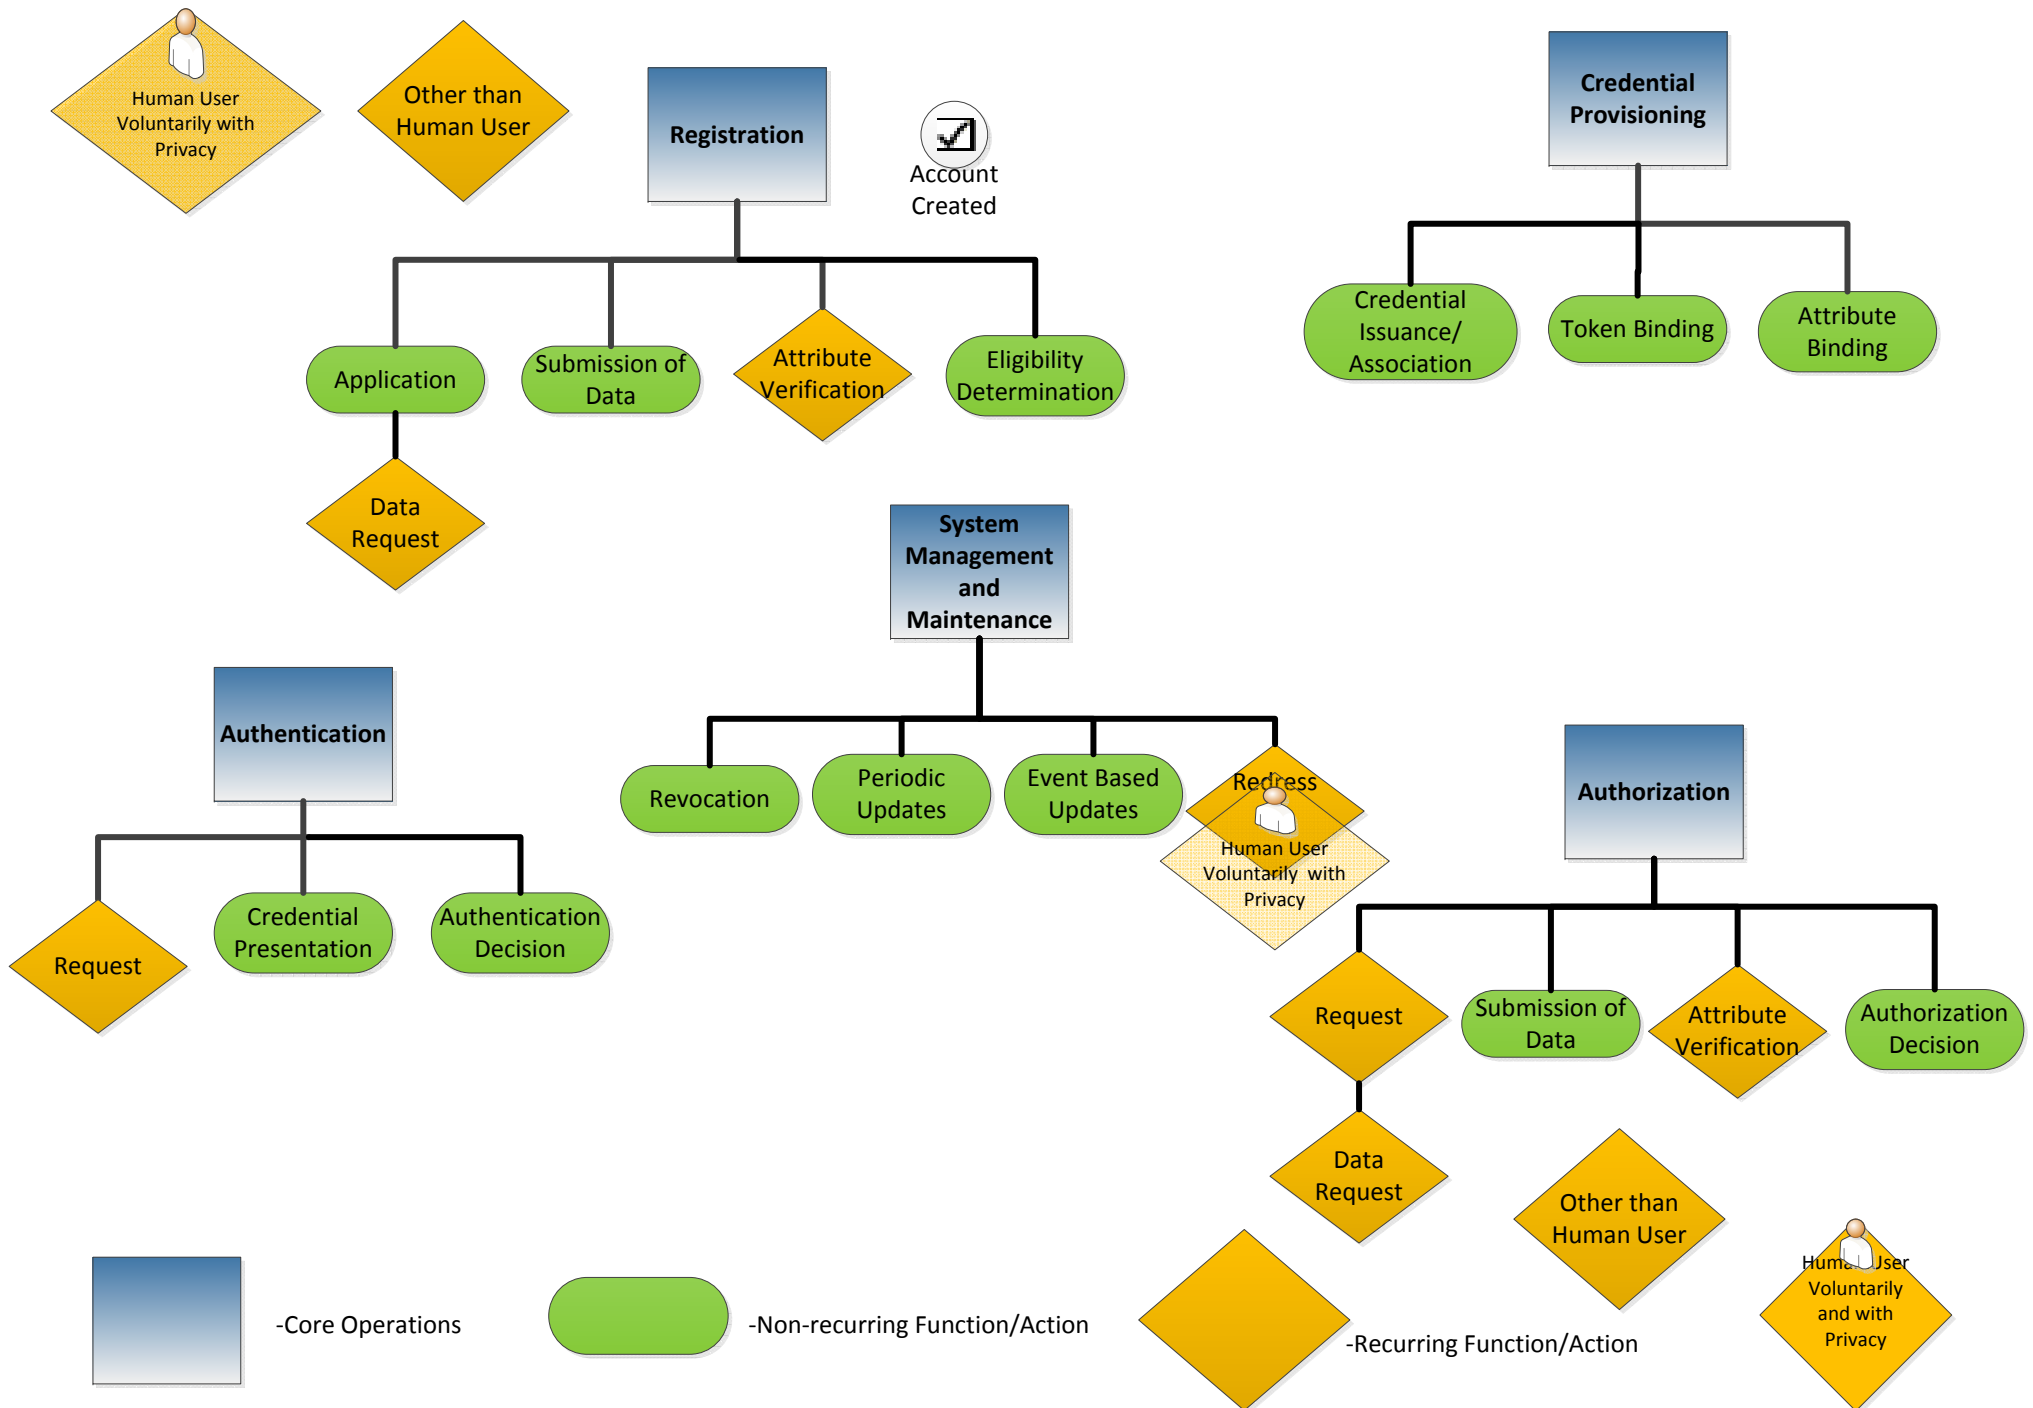 Human User
Voluntarily with
Privacy
Other than
Human User
Registration
Account
Created
Credential
Provisioning
Application
Submission of
Data
Attribute
Verification
Eligibility
Determination
Credential
Issuance/
Association
Token Binding
Attribute
Binding
Data
Request
System
Management
and
Maintenance
Authentication
Revocation
Periodic
Updates
Event Based
Updates
Redress
Human User
Voluntarily with
Privacy
Authorization
Request
Credential
Presentation
Authentication
Decision
Request
Submission of
Data
Attribute
Verification
Authorization
Decision
Data
Request
Other than
Human User
Human User
Voluntarily
and with
Privacy
-Core Operations
-Non-recurring Function/Action
-Recurring Function/Action